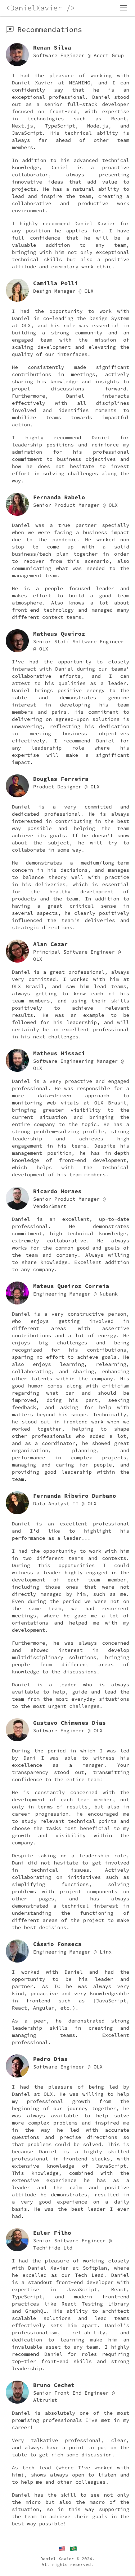 <DanielXavier />
Recommendations
Renan Silva
Software Engineer @ Acert Grup
I had the pleasure of working with
Daniel Xavier at MEANING, and I can
confidently say that he is an
exceptional professional. Daniel stood
out as a senior full-stack developer
focused on front-end, with expertise
in technologies such as React,
Next.js, TypeScript, Node.js, and
JavaScript. His technical ability is
always far ahead of other team
members.
In addition to his advanced technical
knowledge, Daniel is a proactive
collaborator, always presenting
innovative ideas that add value to
projects. He has a natural ability to
lead and inspire the team, creating a
collaborative and productive work
environment.
I highly recommend Daniel Xavier for
any position he applies for. I have
full confidence that he will be a
valuable addition to any team,
bringing with him not only exceptional
technical skills but also a positive
attitude and exemplary work ethic.
Camilla Polli
Design Manager @ OLX
I had the opportunity to work with
Daniel in co-leading the Design System
at OLX, and his role was essential in
building a strong community and an
engaged team with the mission of
scaling development and elevating the
quality of our interfaces.
He consistently made significant
contributions in meetings, actively
sharing his knowledge and insights to
propel discussions forward.
Furthermore, Daniel interacts
effectively with all disciplines
involved and identifies moments to
mobilize teams towards impactful
action.
I highly recommend Daniel for
leadership positions and reinforce my
admiration for his professional
commitment to business objectives and
how he does not hesitate to invest
effort in solving challenges along the
way.
Fernanda Rabelo
Senior Product Manager @ OLX
Daniel was a true partner specially
when we were facing a business impact
due to the pandemic. He worked non
stop to come up with a solid
business/tech plan together in order
to recover from this scenario, also
communicating what was needed to the
management team.
He is a people focused leader and
makes effort to build a good team
atmosphere. Also knows a lot about
front-end technology and managed many
different contect teams.
Matheus Queiroz
Senior Staff Software Engineer
@ OLX
I've had the opportunity to closely
interact with Daniel during our teams'
collaborative efforts, and I can
attest to his qualities as a leader.
Daniel brings positive energy to the
table and demonstrates genuine
interest in developing his team
members and pairs. His commitment to
delivering on agreed-upon solutions is
unwavering, reflecting his dedication
to meeting business objectives
effectively. I recommend Daniel for
any leadership role where his
expertise will make a significant
impact.
Douglas Ferreira
Product Designer @ OLX
Daniel is a very committed and
dedicated professional. He is always
interested in contributing in the best
way possible and helping the team
achieve its goals. If he doesn't know
about the subject, he will try to
collaborate in some way.
He demonstrates a medium/long-term
concern in his decisions, and manages
to balance theory well with practice
in his deliveries, which is essential
for the healthy development of
products and the team. In addition to
having a great critical sense in
several aspects, he clearly positively
influenced the team's deliveries and
strategic directions.
Alan Cezar
Principal Software Engineer @
OLX
Daniel is a great professional, always
very committed. I worked with him at
OLX Brasil, and saw him lead teams,
always getting to know each of his
team members, and using their skills
positively to achieve relevant
results. He was an example to be
followed for his leadership, and will
certainly be an excellent professional
in his next challenges.
Matheus Missaci
Software Engineering Manager @
OLX
Daniel is a very proactive and engaged
professional. He was responsible for a
more data-driven approach to
monitoring web vitals at OLX Brasil,
bringing greater visibility to the
current situation and bringing the
entire company to the topic. He has a
strong problem-solving profile, strong
leadership and achieves high
engagement in his teams. Despite his
management position, he has in-depth
knowledge of front-end development,
which helps with the technical
development of his team members.
Ricardo Moraes
Senior Product Manager @
VendorSmart
Daniel is an excellent, up-to-date
professional. He demonstrates
commitment, high technical knowledge
and extremely collaborative. He always
works for the common good and goals of
the team and company. Always willing
to share knowledge. Excellent addition
to any company.
Mateus Queiroz Correia
Engineering Manager @ Nubank
Daniel is a very constructive person,
who enjoys getting involved in
different areas with assertive
contributions and a lot of energy. He
enjoys big challenges and being
recognized for his contributions,
sparing no effort to achieve goals. He
also enjoys learning, relearning,
collaborating, and sharing, enhancing
other talents within the company. His
good humor comes along with criticism
regarding what can and should be
improved, doing his part, seeking
feedback, and asking for help with
matters beyond his scope. Technically,
he stood out in frontend work when we
worked together, helping to shape
other professionals who added a lot,
and as a coordinator, he showed great
organization, planning, and
performance in complex projects,
managing and caring for people, and
providing good leadership within the
team.
Fernanda Ribeiro Durbano
Data Analyst II @ OLX
Daniel is an excellent professional
and I'd like to highlight his
performance as a leader...
I had the opportunity to work with him
in two different teams and contexts.
During this opportunities I could
witness a leader highly engaged in the
development of each team member,
including those ones that were not
directly managed by him, such as me.
Even during the period we were not on
the same team, we had recurrent
meetings, where he gave me a lot of
orientations and helped me with my
development.
Furthermore, he was always concerned
and showed interest in develop
multidisciplinary solutions, bringing
people from different areas of
knowledge to the discussions.
Daniel is a leader who is always
available to help, guide and lead the
team from the most everyday situations
to the most urgent challenges.
Gustavo Chimenes Dias
Software Engineer @ OLX
During the period in which I was led
by Dani I was able to witness his
excellence as a manager. Your
transparency stood out, transmitting
confidence to the entire team!
He is constantly concerned with the
development of each team member, not
only in terms of results, but also in
career progression. He encouraged me
to study relevant technical points and
choose the tasks most beneficial to my
growth and visibility within the
company.
Despite taking on a leadership role,
Dani did not hesitate to get involved
in technical issues. Actively
collaborating on initiatives such as
simplifying functions, solving
problems with project components on
other pages, and has always
demonstrated a technical interest in
understanding the functioning of
different areas of the project to make
the best decisions.
Cássio Fonseca
Engineering Manager @ Linx
I worked with Daniel and had the
opportunity to be his leader and
partner. As IC he was always very
kind, proactive and very knowledgeable
in frontend such as (JavaScript,
React, Angular, etc.).
As a peer, he demonstrated strong
leadership skills in creating and
managing teams. Excellent
professional.
Pedro Dias
Software Engineer @ OLX
I had the pleasure of being led by
Daniel at OLX. He was willing to help
my professional growth from the
beginning of our journey together, he
was always available to help solve
more complex problems and inspired me
in the way he led with accurate
questions and precise directions so
that problems could be solved. This is
because Daniel is a highly skilled
professional in frontend stacks, with
extensive knowledge of JavaScript.
This knowledge, combined with the
extensive experience he has as a
leader and the calm and positive
attitude he demonstrates, resulted in
a very good experience on a daily
basis. He was the best leader I ever
had.
Euler Filho
Senior Software Engineer @
Techifide Ltd
I had the pleasure of working closely
with Daniel Xavier at Softplan, where
he excelled as our Tech Lead. Daniel
is a standout front-end developer with
expertise in JavaScript, React,
TypeScript, and modern front-end
practices like React Testing Library
and GraphQL. His ability to architect
scalable solutions and lead teams
effectively sets him apart. Daniel's
professionalism, reliability, and
dedication to learning make him an
invaluable asset to any team. I highly
recommend Daniel for roles requiring
top-tier front-end skills and strong
leadership.
Bruno Cechet
Senior Front-End Engineer @
Altruist
Daniel is absolutely one of the most
promising professionals I've met in my
career!
Very talkative professional, clear,
and always have a point to put on the
table to get rich some discussion.
As tech lead (where I've worked with
him), shows always open to listen and
to help me and other colleagues.
Daniel has the skill to see not only
the micro but also the macro of the
situation, so in this way supporting
the team to achieve their goals in the
best way possible!
Daniel Xavier © 2024.
All rights reserved.